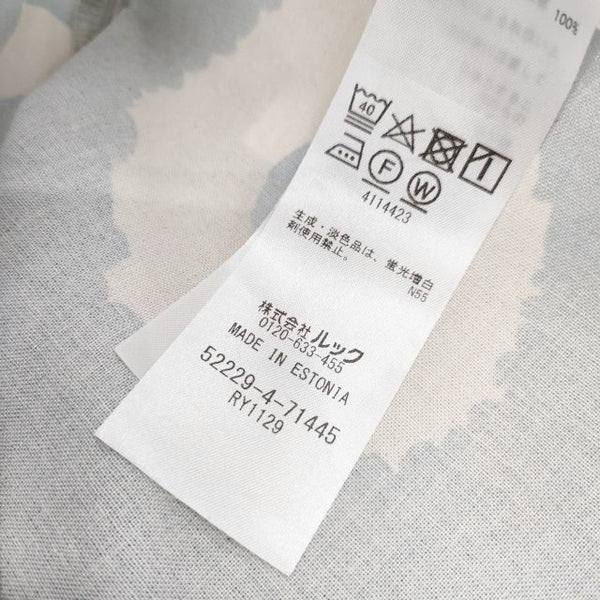 100%
40
F
W
4114423
生成・淡色品は、蛍光増白
剤使用禁止。
N55
株式会社ルック
0120-633-455
MADE IN ESTONIA
52229-4-71445
RY1129